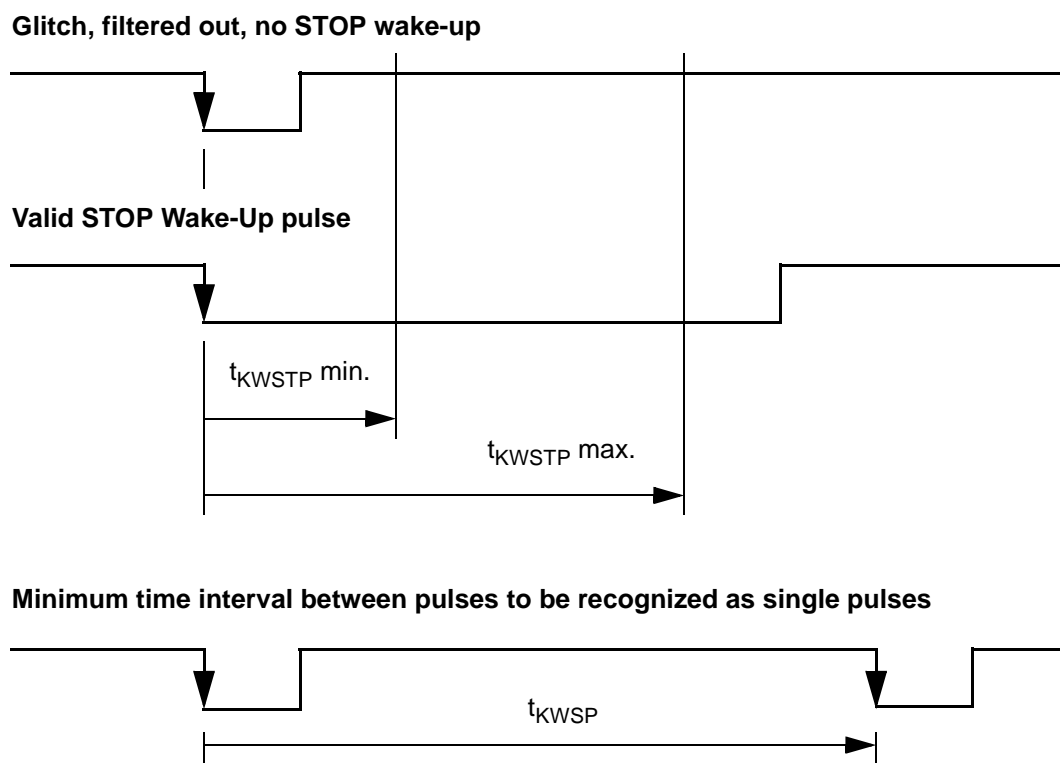 Glitch, filtered out, no STOP wake-up
Valid STOP Wake-Up pulse
tKWSTP min.
tKWSTP max.
Minimum time interval between pulses to be recognized as single pulses
tKWSP